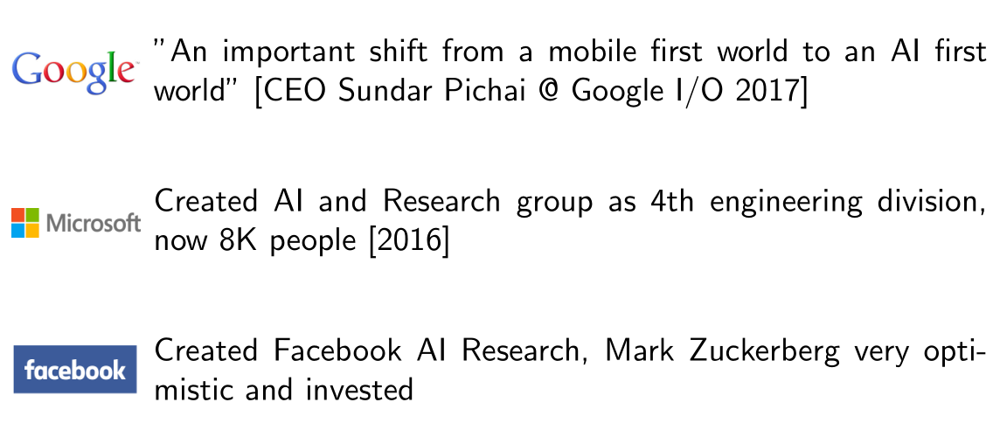 Google
"An important shift from a mobile first world to an AI first
world" [CEO Sundar Pichai @ Google I/O 2017]
Microsoft
Created AI and Research group as 4th engineering division,
now 8K people [2016]
facebook
Created Facebook AI Research, Mark Zuckerberg very opti-
mistic and invested